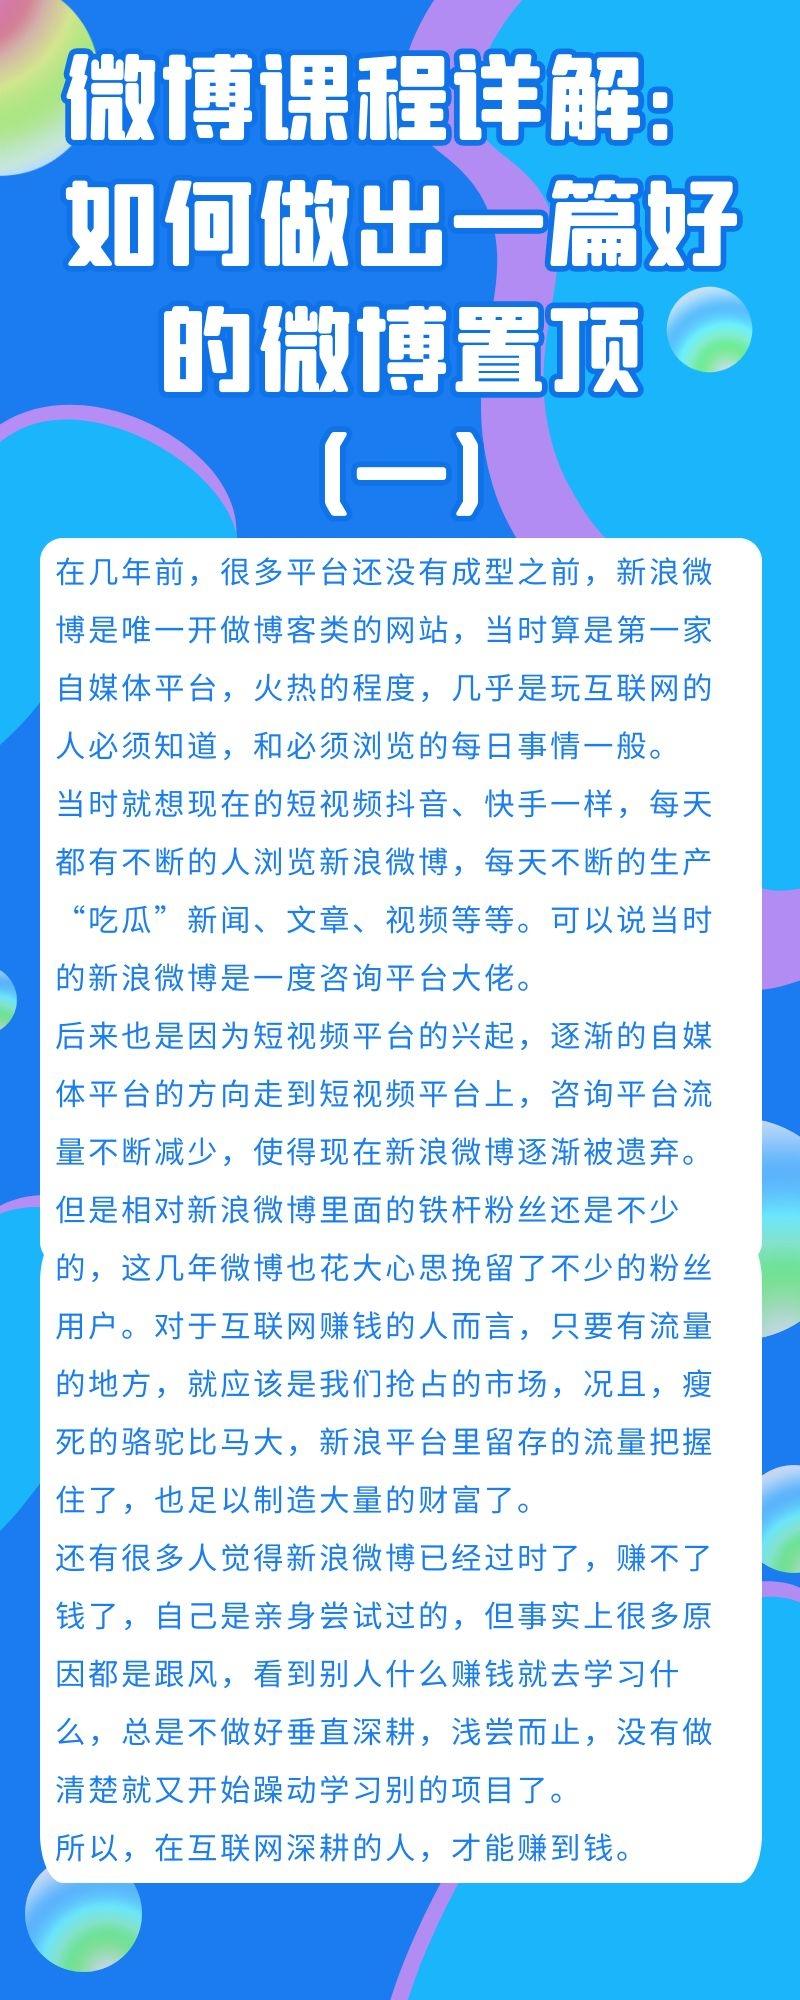 微博课程详解：
如何做出一篇好
的微博置顶
（一）
在几年前，很多平台还没有成型之前，新浪微
博是唯一开做博客类的网站，当时算是第一家
自媒体平台，火热的程度，几乎是玩互联网的
人必须知道，和必须浏览的每日事情一般。
当时就想现在的短视频抖音、快手一样，每天
都有不断的人浏览新浪微博，每天不断的生产
“吃瓜”新闻、文章、视频等等。可以说当时
的新浪微博是一度咨询平台大佬。
后来也是因为短视频平台的兴起，逐渐的自媒
体平台的方向走到短视频平台上，咨询平台流
量不断减少，使得现在新浪微博逐渐被遗弃。
但是相对新浪微博里面的铁杆粉丝还是不少
的，这几年微博也花大心思挽留了不少的粉丝
用户。对于互联网赚钱的人而言，只要有流量
的地方，就应该是我们抢占的市场，况且，瘦
死的骆驼比马大，新浪平台里留存的流量把握
住了，也足以制造大量的财富了。
还有很多人觉得新浪微博已经过时了，赚不了
钱了，自己是亲身尝试过的，但事实上很多原
因都是跟风，看到别人什么赚钱就去学习什
么，总是不做好垂直深耕，浅尝而止，没有做
清楚就又开始躁动学习别的项目了。
所以，在互联网深耕的人，才能赚到钱。